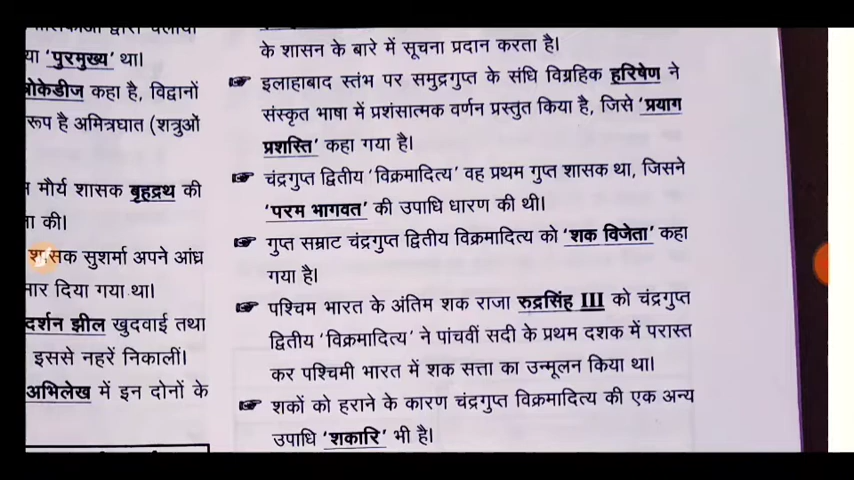 या 'पुरमुख्य' था।
कहा है, विद्वानों
रूप है अमित्रघात (शत्रुओं
मौर्य शासक बृहद्रथ की
की।
सुशर्मा अपने आंध्र
दिया गया था।
दर्शन झील खुदवाई तथा
इससे नहरें निकालीं।
अभिलेख में इन दोनों के
के शासन के बारे में सूचना प्रदान करता है।
इलाहाबाद स्तंभ पर समुद्रगुप्त के संधि विग्रहिक हरिषेण ने
संस्कृत भाषा में प्रशंसात्मक वर्णन प्रस्तुत किया है, जिसे 'प्रयाग
प्रशस्ति' कहा गया है।
चंद्रगुप्त द्वितीय 'विक्रमादित्य' वह प्रथम गुप्त शासक था, जिसने
'परम भागवत' की उपाधि धारण की थी।
गुप्त सम्राट चंद्रगुप्त द्वितीय विक्रमादित्य को 'शक विजेता' कहा
गया है।
पश्चिम भारत के अंतिम शक राजा रुद्रसिंह III को चंद्रगुप्त
द्वितीय 'विक्रमादित्य' ने पांचवीं सदी के प्रथम दशक में परास्त
कर पश्चिमी भारत में शक सत्ता का उन्मूलन किया था।
शकों को हराने के कारण चंद्रगुप्त विक्रमादित्य की एक अन्य
उपाधि 'शकारि' भी है।